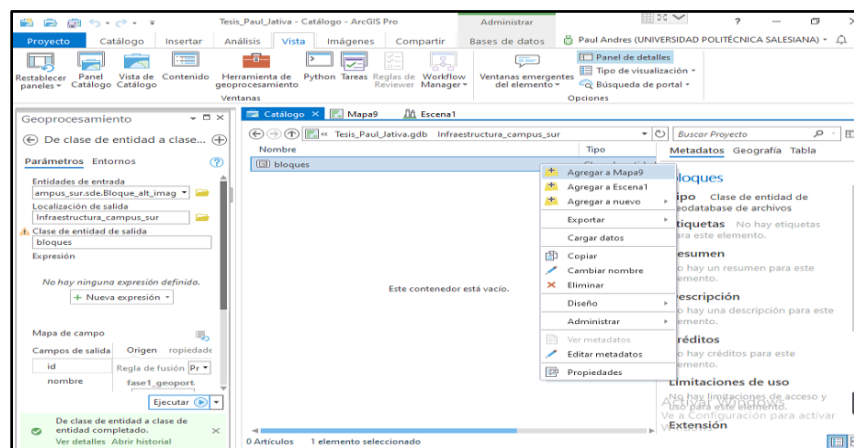 Tesis_Paul_Jativa - Catálogo - ArcGIS Pro
Administrar
?
Proyecto Catálogo Insertar Análisis Vista Imágenes Compartir Bases de datos Paul Andres (UNIVERSIDAD POLITÉCNICA SALESIANA)
Restablecer paneles
Panel Catálogo
Vista de Catálogo
Contenido
Herramienta de geoprocesamiento
Python
Tareas
Reglas de Reviewer
Workflow Manager
Ventanas emergentes del elemento
Panel de detalles
Tipo de visualización
Búsqueda de portal
Ventanas
Opciones
Geoprocesamiento
De clase de entidad a clase...
Parámetros Entornos
Entidades de entrada
ampus_sur.sde.Bloque_alt_imag
Localización de salida
Infraestructura_campus_sur
Clase de entidad de salida
bloques
Expresión
No hay ninguna expresión definida.
+ Nueva expresión
Mapa de campo
Campos de salida Origen ropiedade
id Regla de fusión Pr
nombre fase1_geoport
Ejecutar
De clase de entidad a clase de
entidad completado.
Ver detalles Abrir historial
Catálogo Mapa9 Escena1
Tesis_Paul_Jativa.gdb Infraestructura_campus_sur
Buscar Proyecto
Nombre Tipo
bloques
Este contenedor está vacío.
Agregar a Mapa9
Agregar a Escena1
Agregar a nuevo
Exportar
Cargar datos
Copiar
Cambiar nombre
Eliminar
Diseño
Administrar
Ver metadatos
Editar metadatos
Propiedades
Metadatos Geografía Tabla
loques
ipo Clase de entidad de
eodatabase de archivos
tiquetas No hay etiquetas
ara este elemento.
esumen
o hay un resumen para este
emento.
escripción
o hay una descripción para este
emento.
réditos
o hay créditos para este
emento.
Limitaciones de uso
No hay limitaciones de acceso y
uso para este elemento.
Extensión
Activar Windows
Ve a Configuración para activar
0 Artículos 1 elemento seleccionado